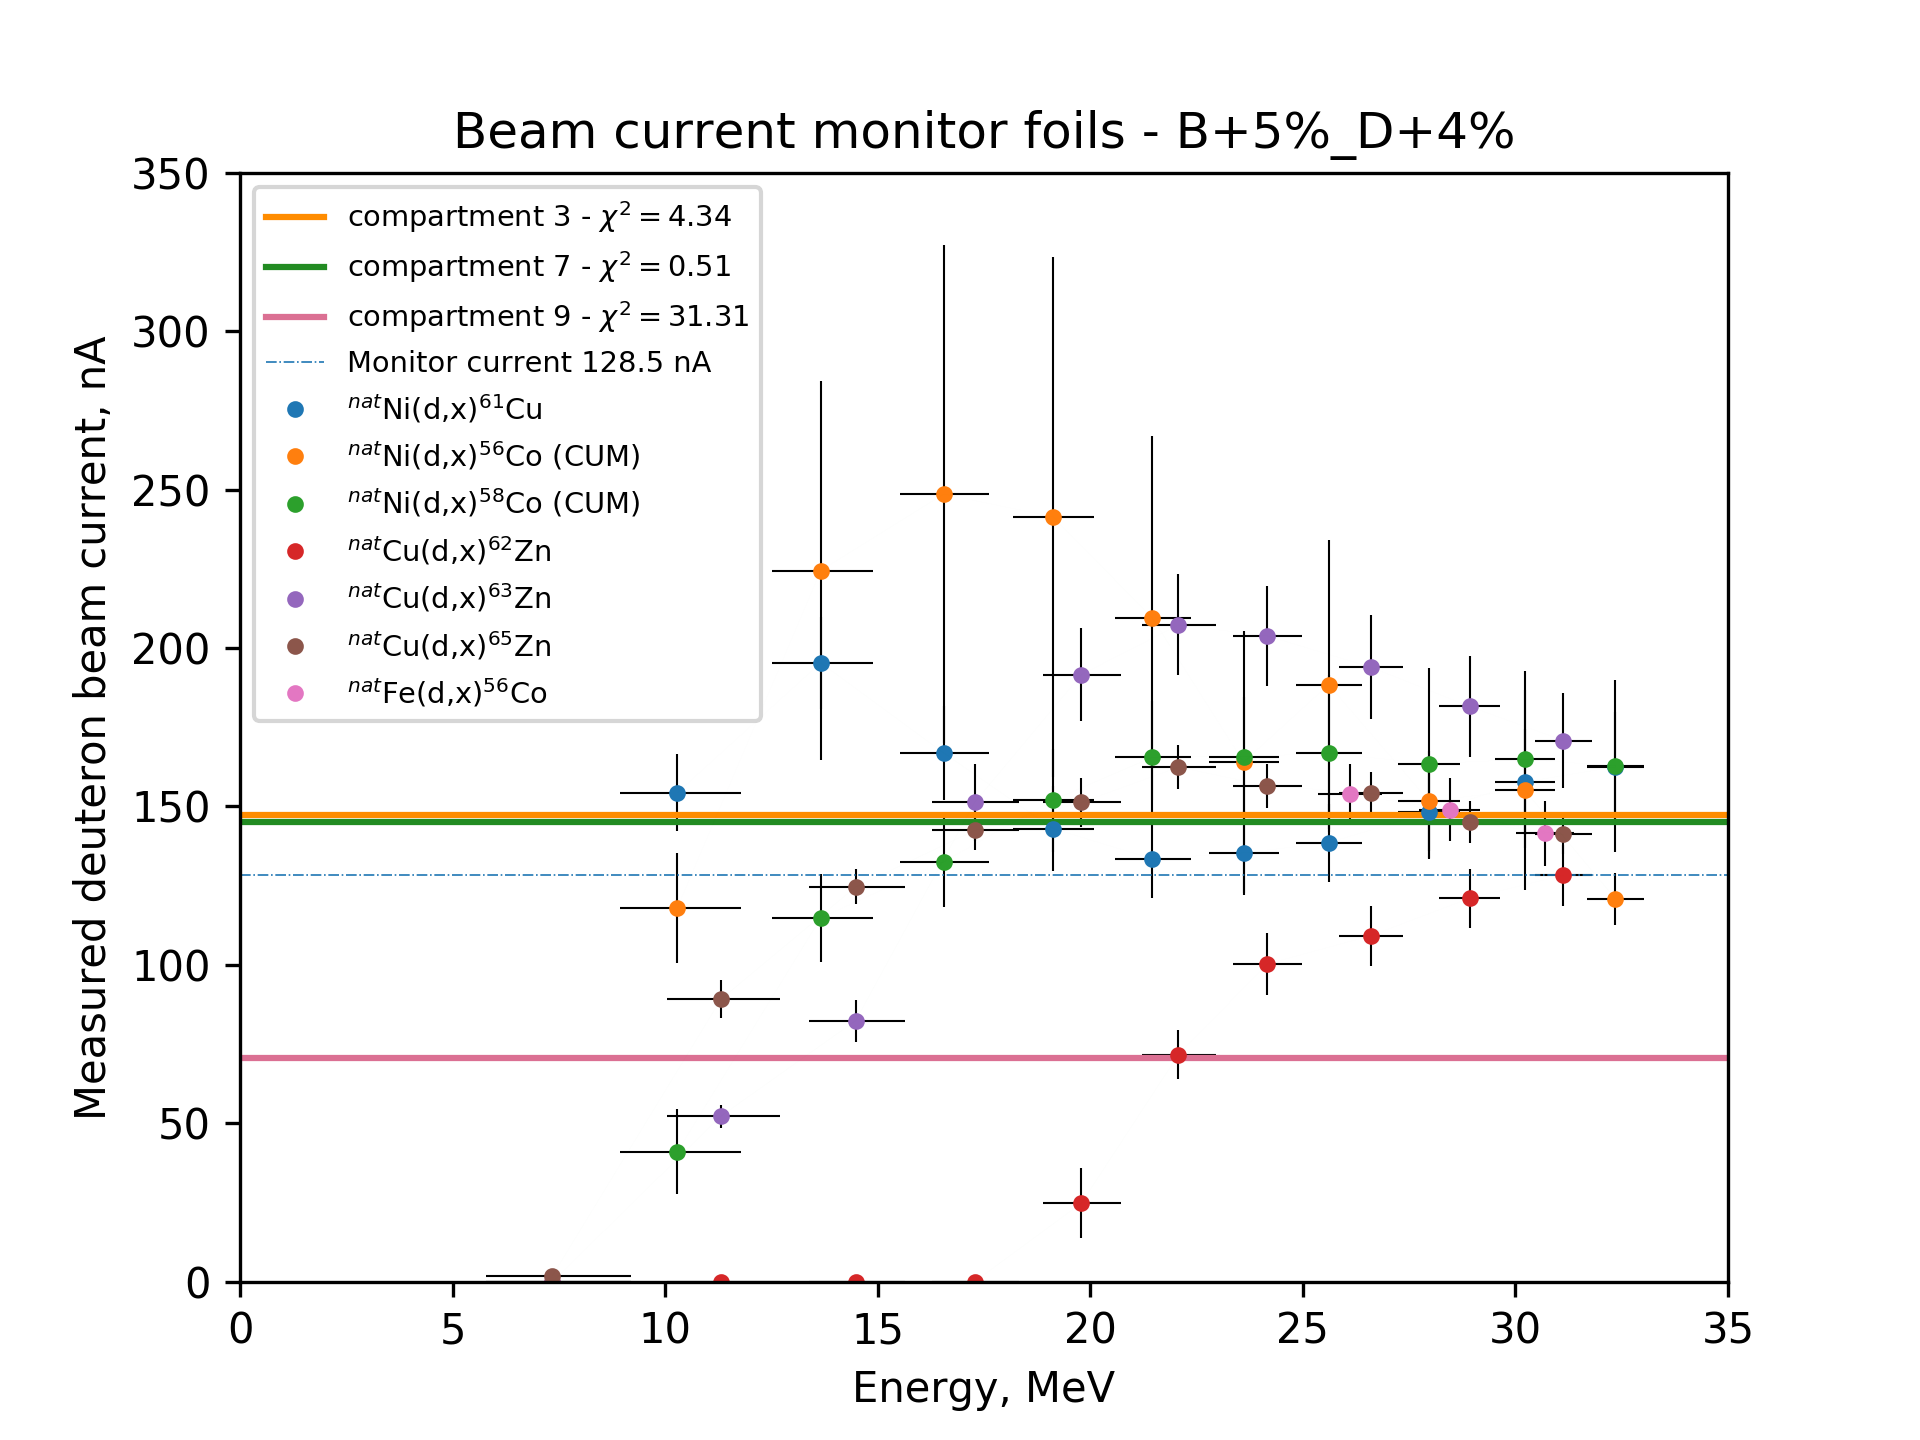 Beam current monitor foils - B+5%_D+4%
Measured deuteron beam current, nA
350
300
250
200
150
100
50
0
compartment 3 - χ² = 4.34
compartment 7 - χ² = 0.51
compartment 9 - χ² = 31.31
Monitor current 128.5 nA
ⁿᵃᵗNi(d,x)⁶¹Cu
ⁿᵃᵗNi(d,x)⁵⁶Co (CUM)
ⁿᵃᵗNi(d,x)⁵⁸Co (CUM)
ⁿᵃᵗCu(d,x)⁶²Zn
ⁿᵃᵗCu(d,x)⁶³Zn
ⁿᵃᵗCu(d,x)⁶⁵Zn
ⁿᵃᵗFe(d,x)⁵⁶Co
0 5 10 15 20 25 30 35
Energy, MeV